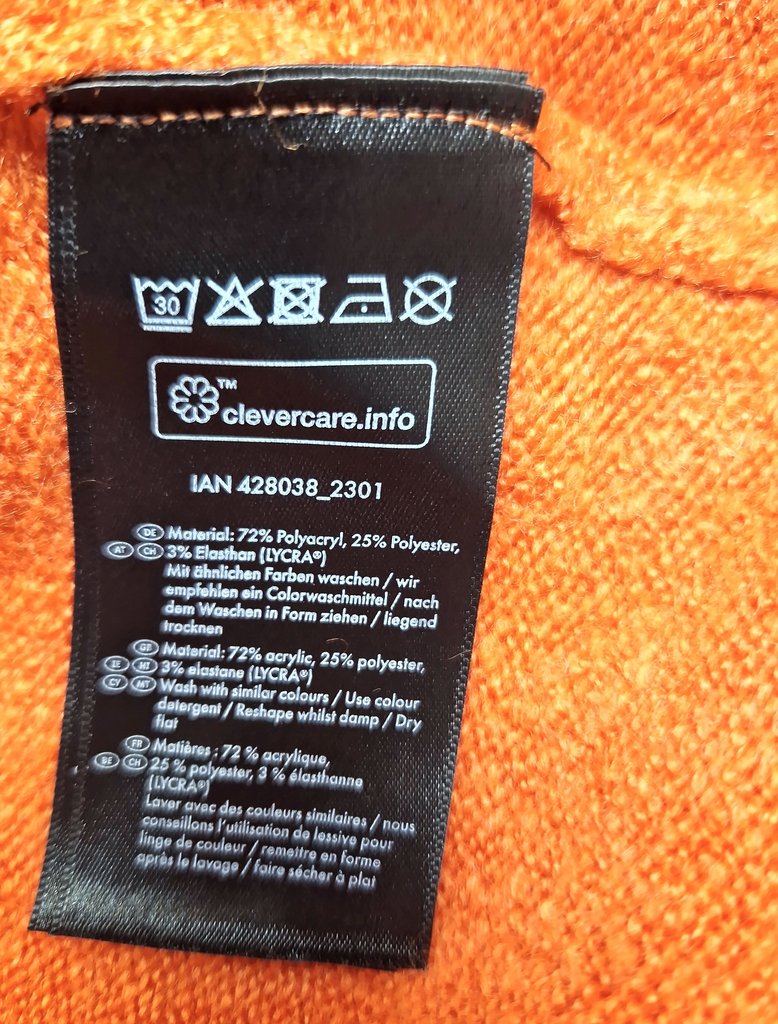 30
™
clevercare.info
IAN 428038_2301
DE Material: 72% Polyacryl, 25% Polyester,
AT CH 3% Elasthan (LYCRA®)
Mit ähnlichen Farben waschen / wir
empfehlen ein Colorwaschmittel / nach
dem Waschen in Form ziehen / liegend
trocknen
GB Material: 72% acrylic, 25% polyester,
IE NI 3% elastane (LYCRA®)
CY MT Wash with similar colours / Use colour
detergent / Reshape whilst damp / Dry
flat
FR Matières : 72 % acrylique,
BE CH 25 % polyester, 3 % élasthanne
(LYCRA®)
Laver avec des couleurs similaires / nous
conseillons l'utilisation de lessive pour
linge de couleur / remettre en forme
après le lavage / faire sécher à plat